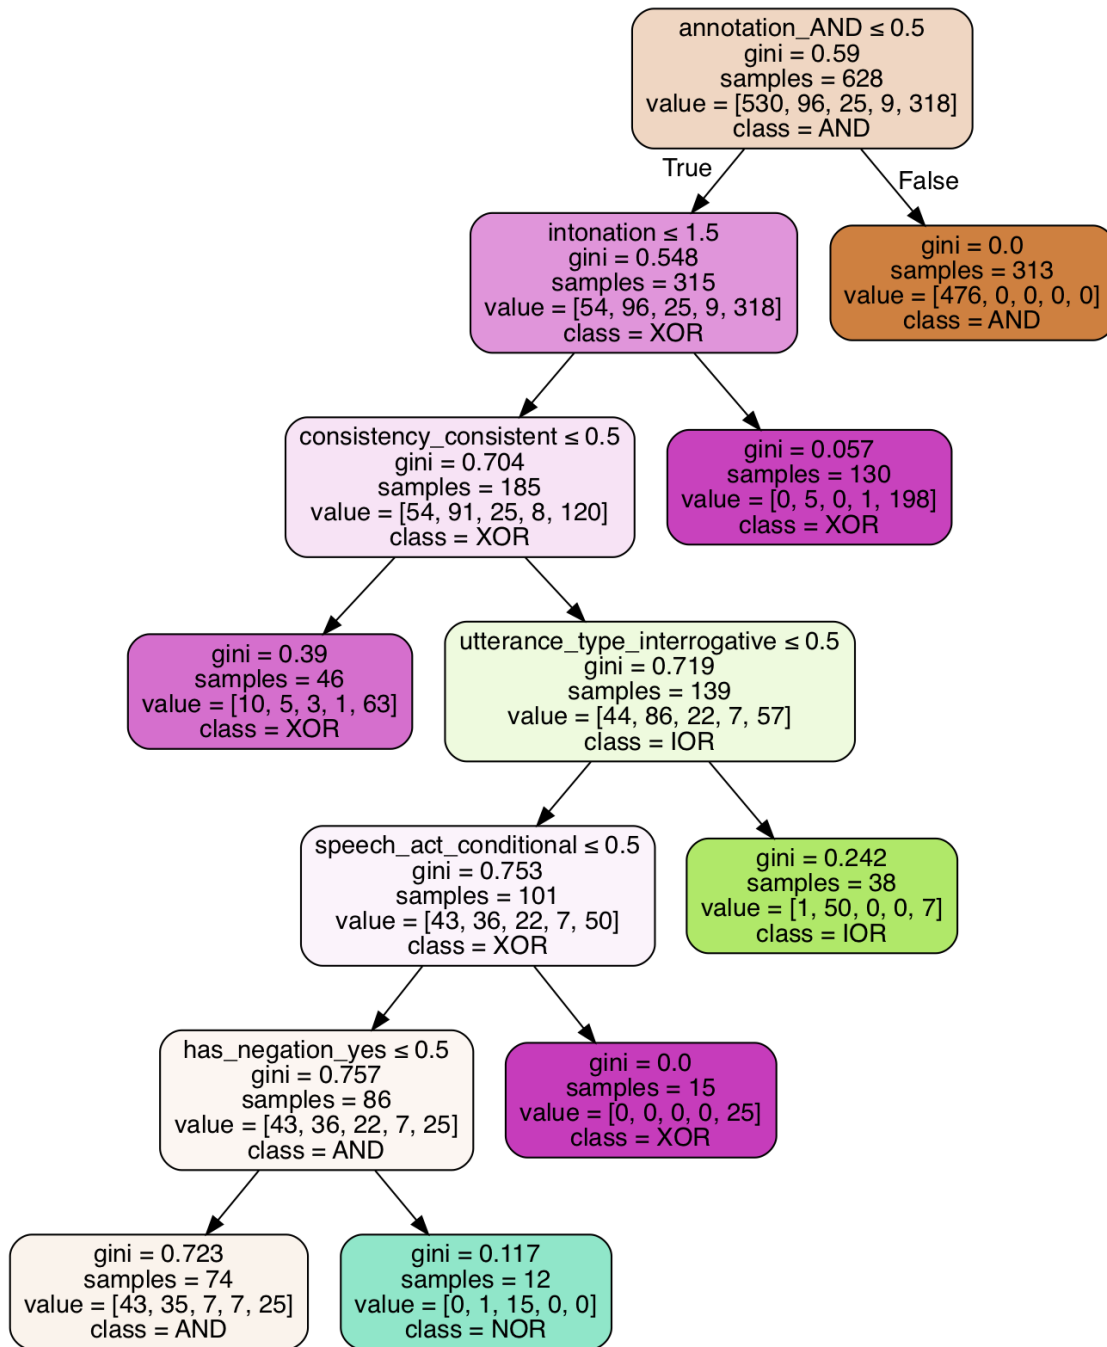 annotation_AND ≤ 0.5
gini = 0.59
samples = 628
value = [530, 96, 25, 9, 318]
class = AND
True
False
intonation ≤ 1.5
gini = 0.548
samples = 315
value = [54, 96, 25, 9, 318]
class = XOR
gini = 0.0
samples = 313
value = [476, 0, 0, 0, 0]
class = AND
consistency_consistent ≤ 0.5
gini = 0.704
samples = 185
value = [54, 91, 25, 8, 120]
class = XOR
gini = 0.057
samples = 130
value = [0, 5, 0, 1, 198]
class = XOR
gini = 0.39
samples = 46
value = [10, 5, 3, 1, 63]
class = XOR
utterance_type_interrogative ≤ 0.5
gini = 0.719
samples = 139
value = [44, 86, 22, 7, 57]
class = IOR
speech_act_conditional ≤ 0.5
gini = 0.753
samples = 101
value = [43, 36, 22, 7, 50]
class = XOR
gini = 0.242
samples = 38
value = [1, 50, 0, 0, 7]
class = IOR
has_negation_yes ≤ 0.5
gini = 0.757
samples = 86
value = [43, 36, 22, 7, 25]
class = AND
gini = 0.0
samples = 15
value = [0, 0, 0, 0, 25]
class = XOR
gini = 0.723
samples = 74
value = [43, 35, 7, 7, 25]
class = AND
gini = 0.117
samples = 12
value = [0, 1, 15, 0, 0]
class = NOR